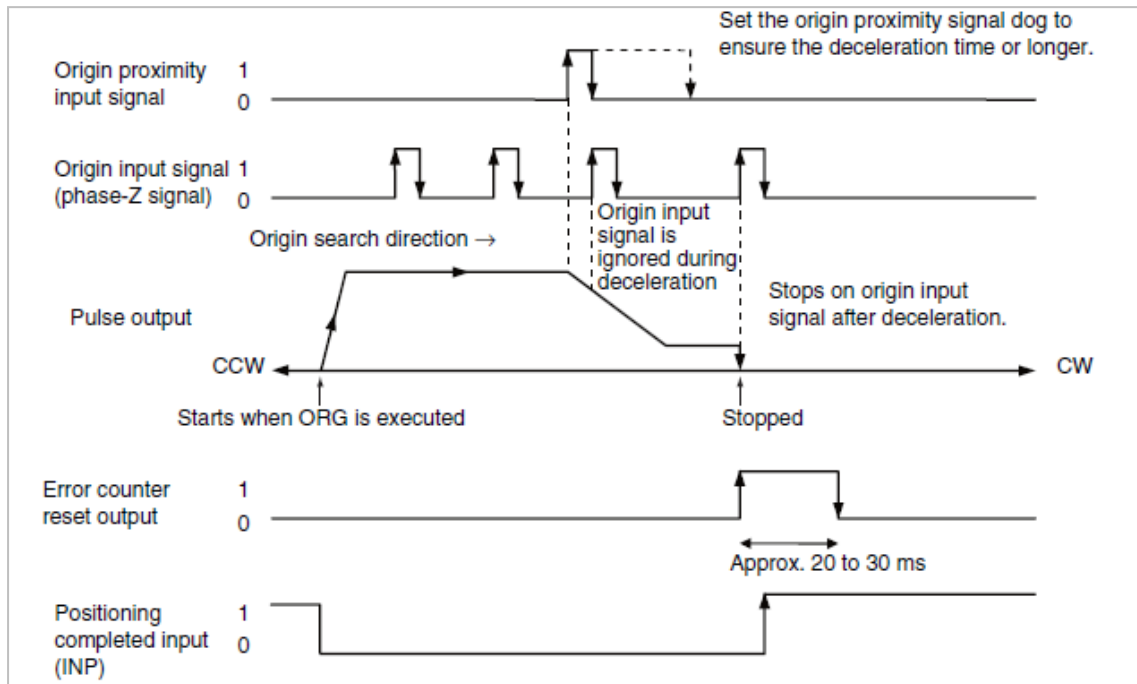 Set the origin proximity signal dog to
ensure the deceleration time or longer.
Origin proximity
input signal
1
0
Origin input signal
(phase-Z signal)
1
0
Origin input
signal is
ignored during
deceleration
Origin search direction →
Stops on origin input
signal after deceleration.
Pulse output
CCW
CW
Starts when ORG is executed
Stopped
Error counter
reset output
1
0
Approx. 20 to 30 ms
Positioning
completed input
(INP)
1
0